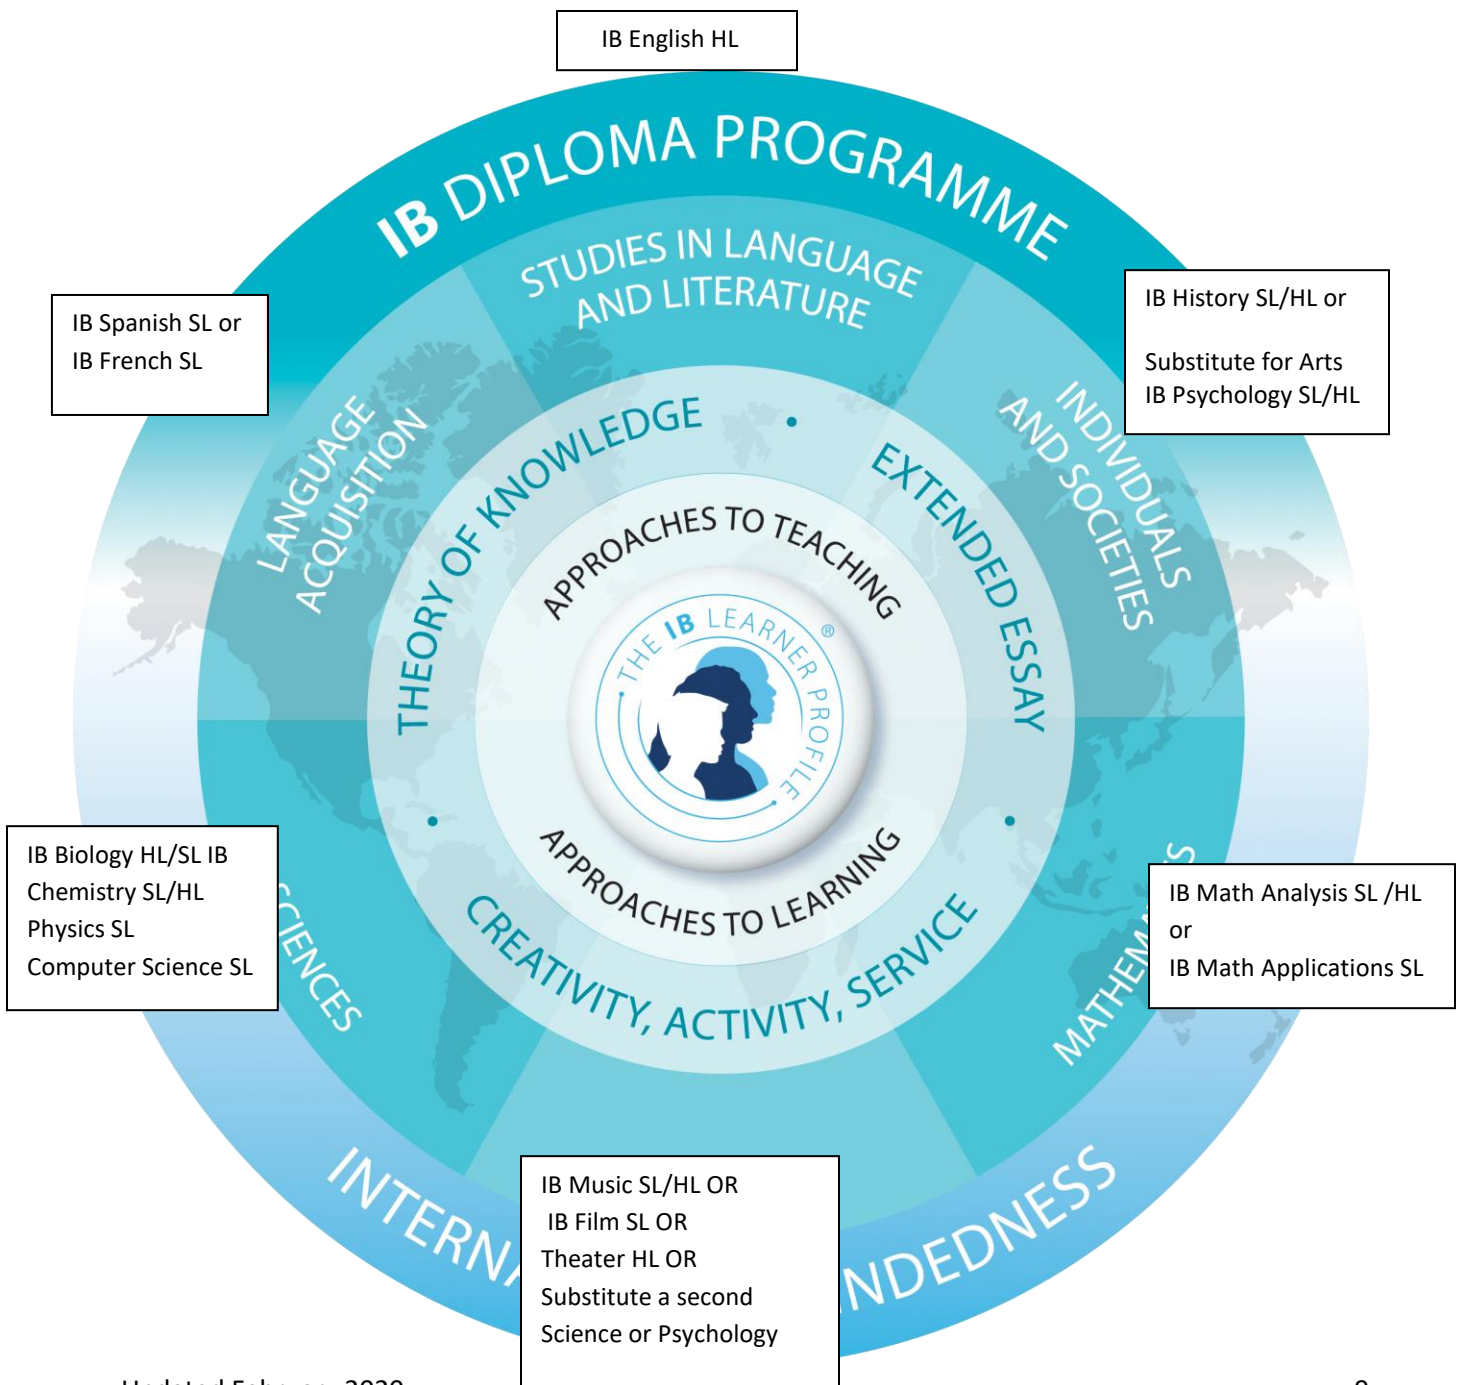 IB English HL
IB DIPLOMA PROGRAMME
STUDIES IN LANGUAGE
AND LITERATURE
IB Spanish SL or
IB French SL
IB History SL/HL or
Substitute for Arts
IB Psychology SL/HL
LANGUAGE
ACQUISITION
INDIVIDUALS
AND SOCIETIES
THEORY OF KNOWLEDGE
•
EXTENDED ESSAY
APPROACHES TO TEACHING
THE IB LEARNER PROFILE ®
APPROACHES TO LEARNING
•
CREATIVITY, ACTIVITY, SERVICE
•
IB Biology HL/SL IB
Chemistry SL/HL
Physics SL
Computer Science SL
IB Math Analysis SL /HL
or
IB Math Applications SL
IB Music SL/HL OR
IB Film SL OR
Theater HL OR
Substitute a second
Science or Psychology